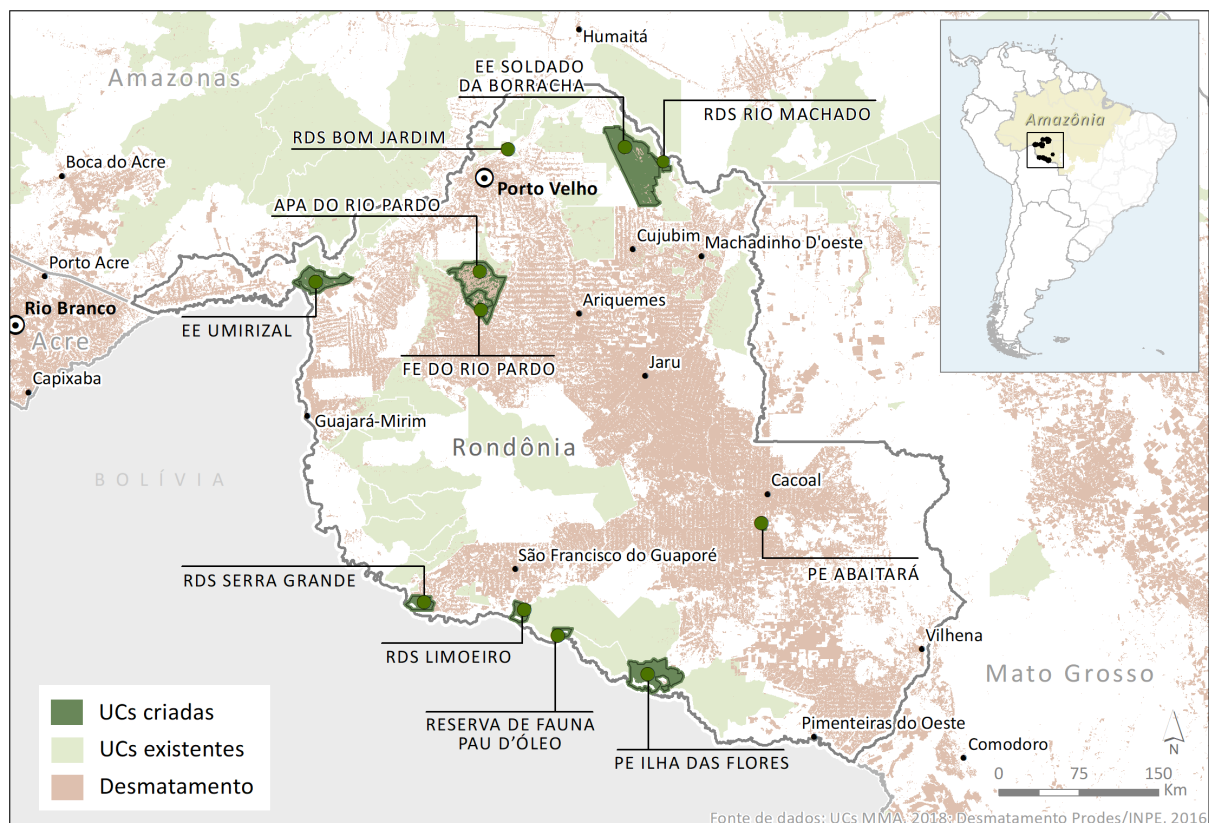 Humaitá
Amazonas
EE SOLDADO
DA BORRACHA
RDS RIO MACHADO
RDS BOM JARDIM
Boca do Acre
Porto Velho
APA DO RIO PARDO
Cujubim
Machadinho D'oeste
Porto Acre
Rio Branco
Ariquemes
EE UMIRIZAL
Acre
FE DO RIO PARDO
Jaru
Capixaba
Guajará-Mirim
Rondônia
BOLÍVIA
Cacoal
São Francisco do Guaporé
RDS SERRA GRANDE
PE ABAITARÁ
Vilhena
RDS LIMOEIRO
Mato Grosso
RESERVA DE FAUNA
PAU D'ÓLEO
Pimenteiras do Oeste
PE ILHA DAS FLORES
Comodoro
Amazônia
UCs criadas
UCs existentes
Desmatamento
N
0 75 150
Km
Fonte de dados: UCs MMA, 2018; Desmatamento Prodes/INPE, 2016